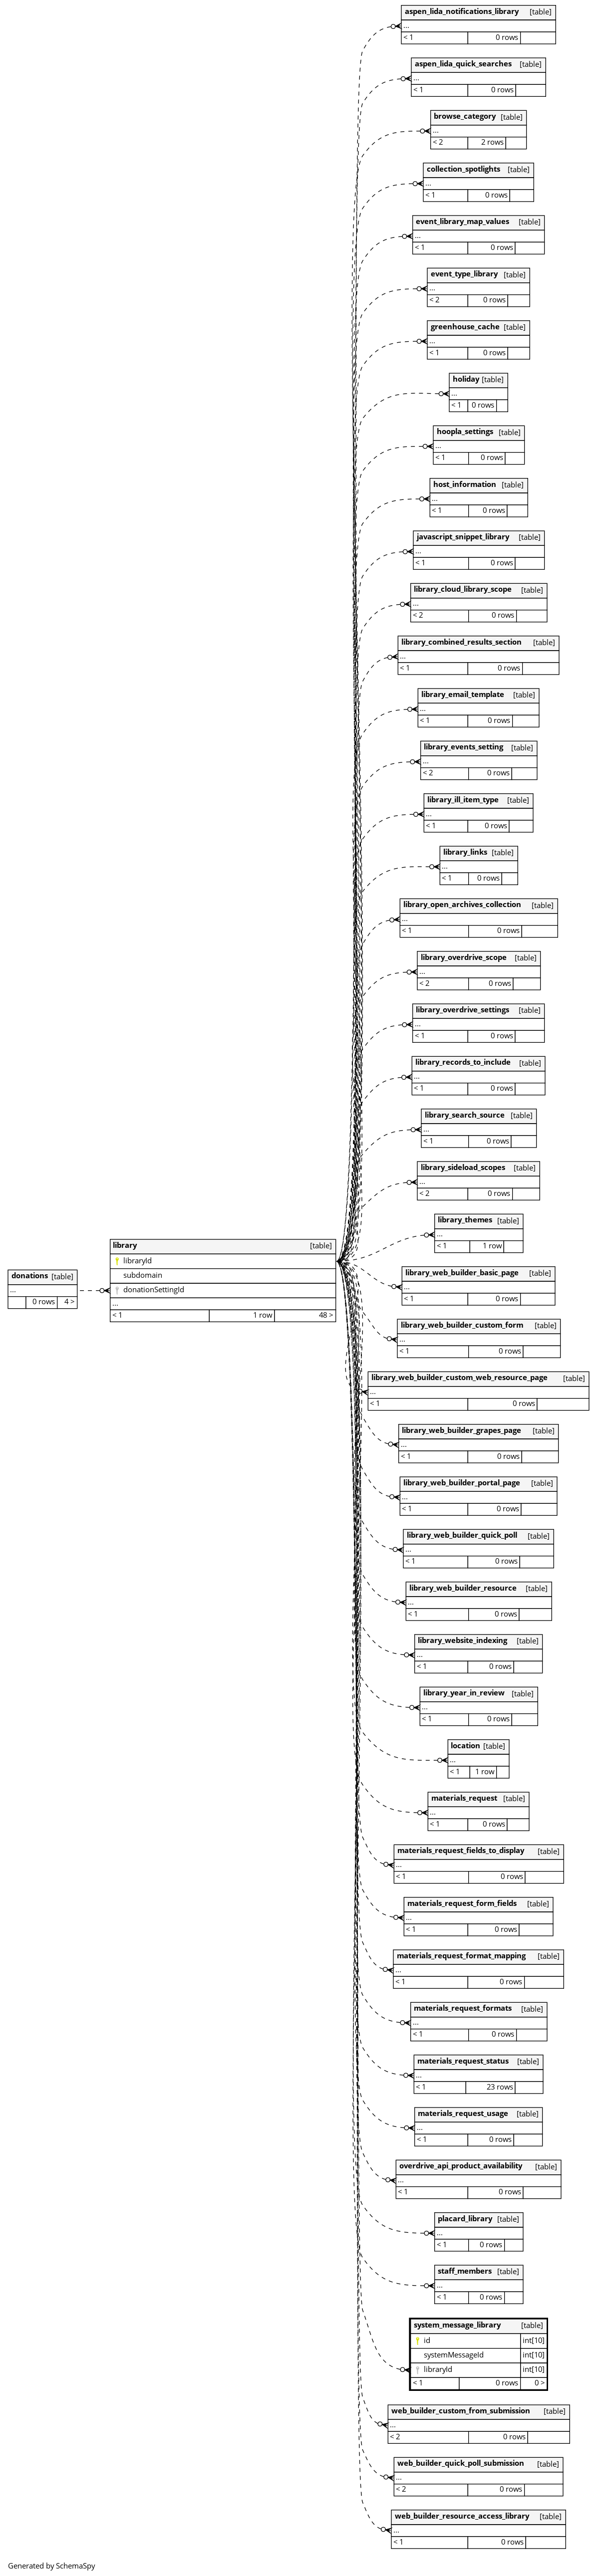 aspen_lida_notifications_library [table]
...
< 1 0 rows
aspen_lida_quick_searches [table]
...
< 1 0 rows
browse_category [table]
...
< 2 2 rows
collection_spotlights [table]
...
< 1 0 rows
event_library_map_values [table]
...
< 1 0 rows
event_type_library [table]
...
< 2 0 rows
greenhouse_cache [table]
...
< 1 0 rows
holiday [table]
...
< 1 0 rows
hoopla_settings [table]
...
< 1 0 rows
host_information [table]
...
< 1 0 rows
javascript_snippet_library [table]
...
< 1 0 rows
library_cloud_library_scope [table]
...
< 2 0 rows
library_combined_results_section [table]
...
< 1 0 rows
library_email_template [table]
...
< 1 0 rows
library_events_setting [table]
...
< 2 0 rows
library_ill_item_type [table]
...
< 1 0 rows
library_links [table]
...
< 1 0 rows
library_open_archives_collection [table]
...
< 1 0 rows
library_overdrive_scope [table]
...
< 2 0 rows
library_overdrive_settings [table]
...
< 1 0 rows
library_records_to_include [table]
...
< 1 0 rows
library_search_source [table]
...
< 1 0 rows
library_sideload_scopes [table]
...
< 2 0 rows
library_themes [table]
...
< 1 1 row
library [table]
libraryId
subdomain
donationSettingId
...
< 1 1 row 48 >
donations [table]
...
0 rows 4 >
library_web_builder_basic_page [table]
...
< 1 0 rows
library_web_builder_custom_form [table]
...
< 1 0 rows
library_web_builder_custom_web_resource_page [table]
...
< 1 0 rows
library_web_builder_grapes_page [table]
...
< 1 0 rows
library_web_builder_portal_page [table]
...
< 1 0 rows
library_web_builder_quick_poll [table]
...
< 1 0 rows
library_web_builder_resource [table]
...
< 1 0 rows
library_website_indexing [table]
...
< 1 0 rows
library_year_in_review [table]
...
< 1 0 rows
location [table]
...
< 1 1 row
materials_request [table]
...
< 1 0 rows
materials_request_fields_to_display [table]
...
< 1 0 rows
materials_request_form_fields [table]
...
< 1 0 rows
materials_request_format_mapping [table]
...
< 1 0 rows
materials_request_formats [table]
...
< 1 0 rows
materials_request_status [table]
...
< 1 23 rows
materials_request_usage [table]
...
< 1 0 rows
overdrive_api_product_availability [table]
...
< 1 0 rows
placard_library [table]
...
< 1 0 rows
staff_members [table]
...
< 1 0 rows
system_message_library [table]
id int[10]
systemMessageId int[10]
libraryId int[10]
< 1 0 rows 0 >
web_builder_custom_from_submission [table]
...
< 2 0 rows
web_builder_quick_poll_submission [table]
...
< 2 0 rows
web_builder_resource_access_library [table]
...
< 1 0 rows
Generated by SchemaSpy